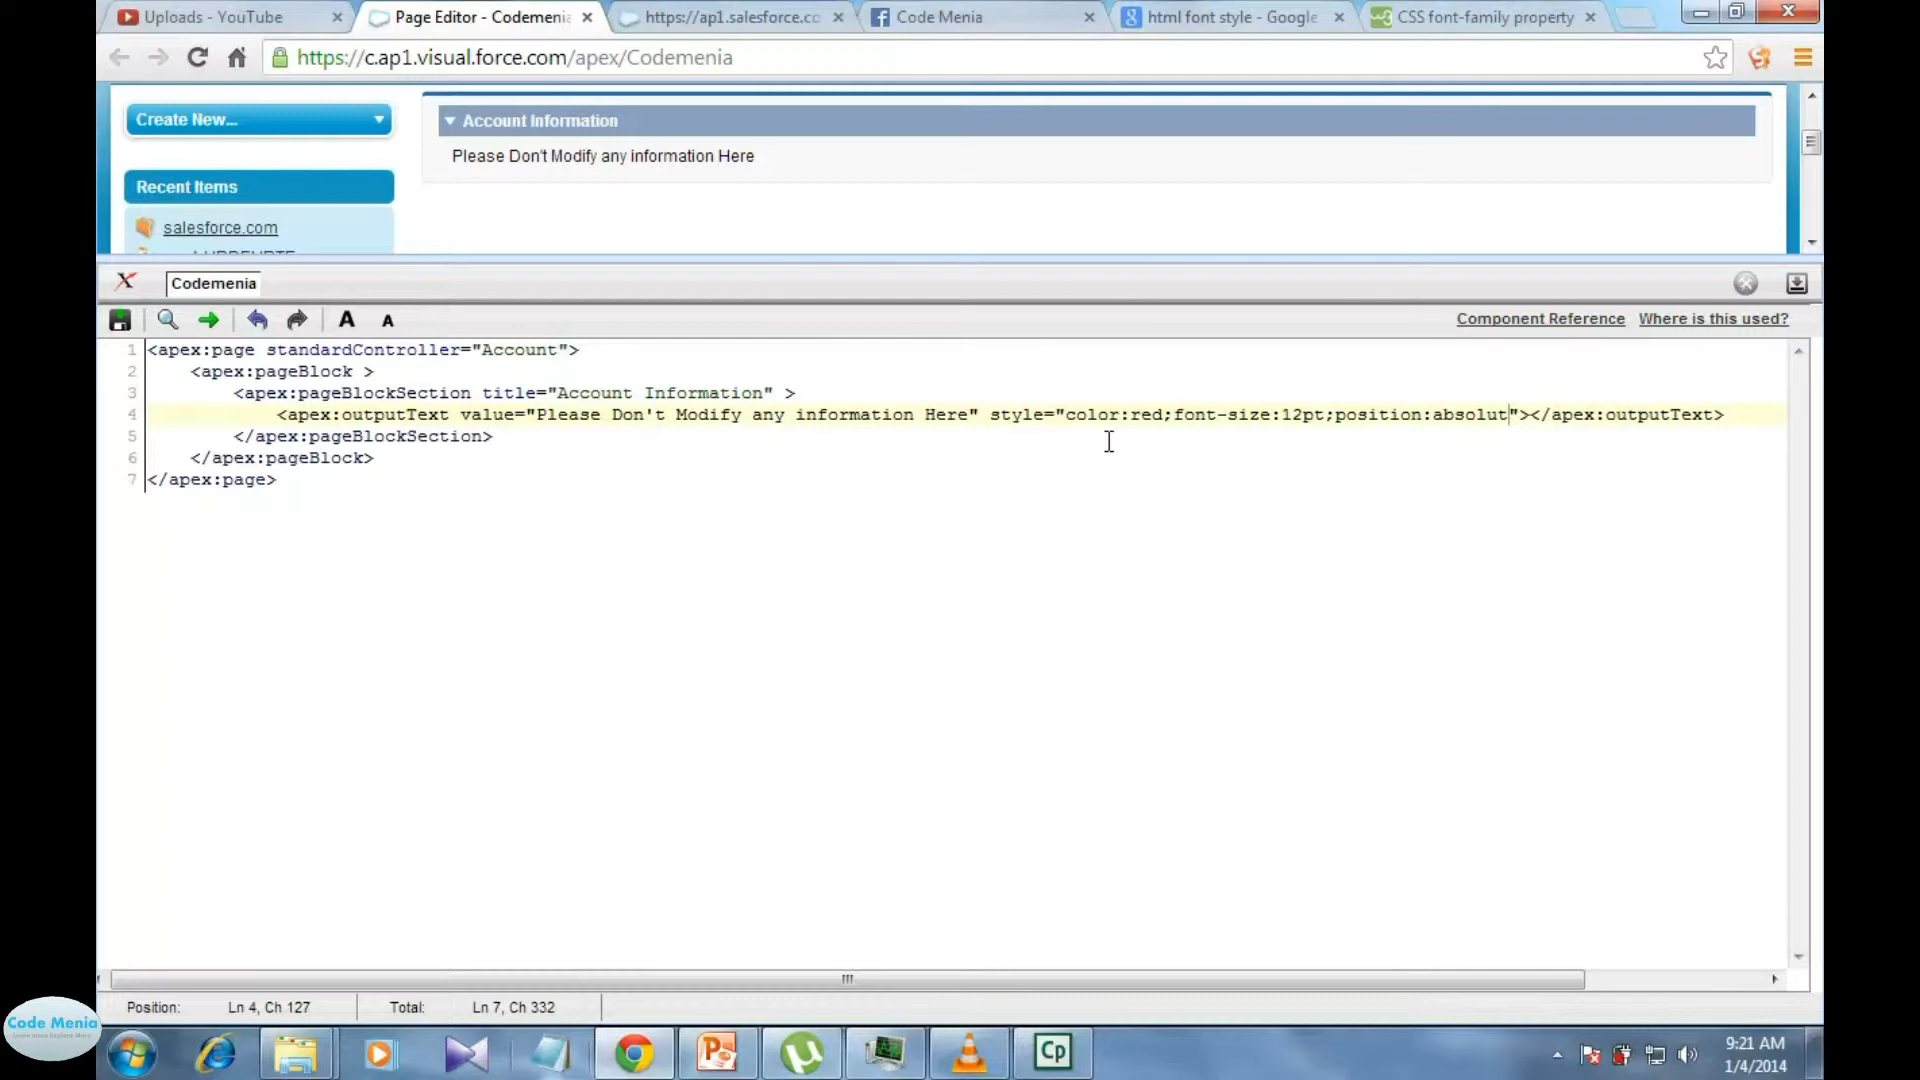 Uploads - YouTube
Page Editor - Codemenia
https://ap1.salesforce.co
Code Menia
html font style - Google
CSS font-family property
https://c.ap1.visual.force.com/apex/Codemenia
Create New...
Account Information
Please Don't Modify any information Here
Recent Items
salesforce.com
Codemenia
A A
Component Reference Where is this used?
1 <apex:page standardController="Account">
2 <apex:pageBlock >
3 <apex:pageBlockSection title="Account Information" >
4 <apex:outputText value="Please Don't Modify any information Here" style="color:red;font-size:12pt;position:absolut"></apex:outputText>
5 </apex:pageBlockSection>
6 </apex:pageBlock>
7 </apex:page>
Position: Ln 4, Ch 127 Total: Ln 7, Ch 332
Code Menia
Cp
9:21 AM
1/4/2014